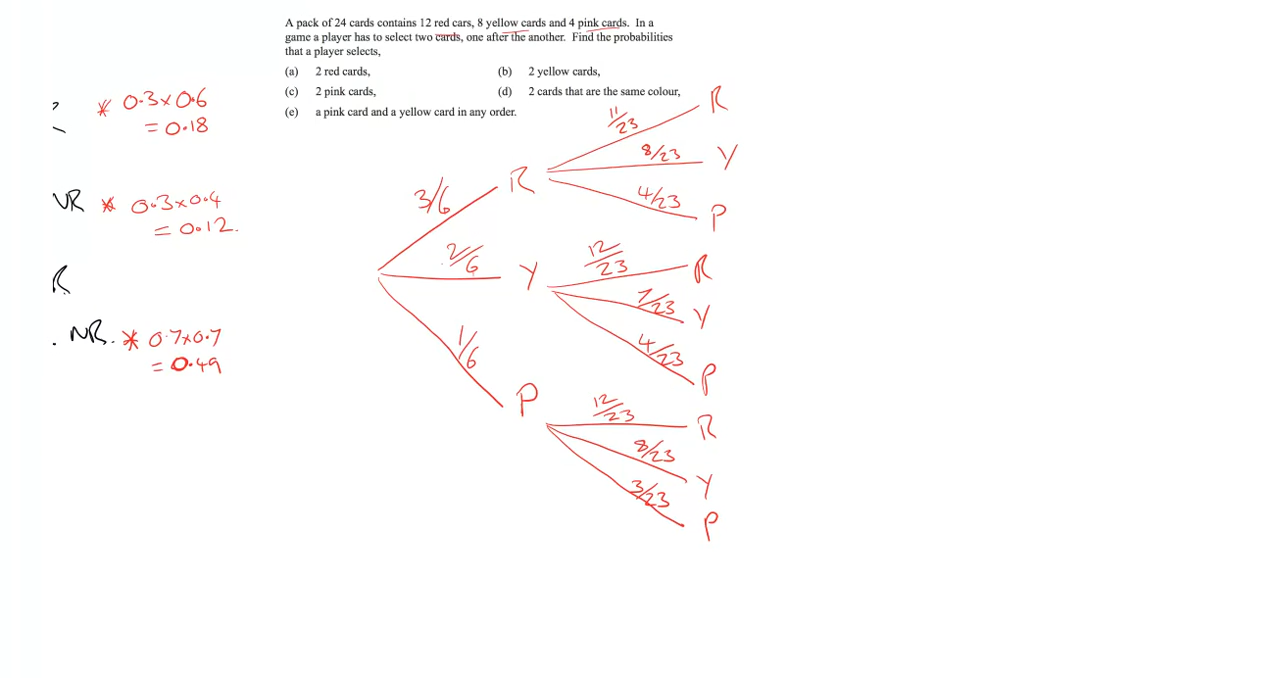 A pack of 24 cards contains 12 red cars, 8 yellow cards and 4 pink cards. In a
game a player has to select two cards, one after the another. Find the probabilities
that a player selects,
(a) 2 red cards, (b) 2 yellow cards,
(c) 2 pink cards, (d) 2 cards that are the same colour,
(e) a pink card and a yellow card in any order.
* 0.3×0.6
= 0.18
* 0.3×0.4
= 0.12.
R
NR. * 0.7×0.7
= 0.49
3/6 R
11/23 R
8/23 Y
4/23 P
2/6 Y
12/23 R
7/23 Y
4/23 P
1/6 P
12/23 R
8/23 Y
3/23 P